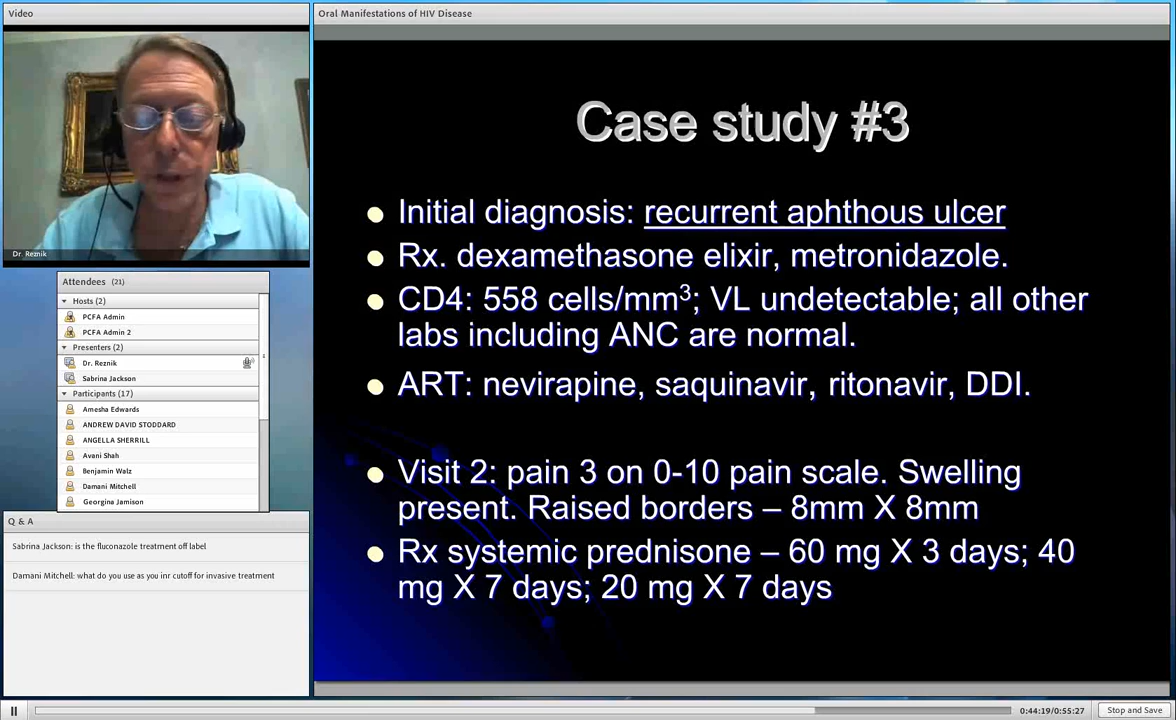 Video
Dr. Reznik
Attendees (21)
Hosts (2)
PCFA Admin
PCFA Admin 2
Presenters (2)
Dr. Reznik
Sabrina Jackson
Participants (17)
Amesha Edwards
ANDREW DAVID STODDARD
ANGELLA SHERRILL
Avani Shah
Benjamin Walz
Damani Mitchell
Georgina Jamison
Q & A
Sabrina Jackson: is the fluconazole treatment off label
Damani Mitchell: what do you use as you inr cutoff for invasive treatment
Oral Manifestations of HIV Disease
Case study #3
Initial diagnosis: recurrent aphthous ulcer
Rx. dexamethasone elixir, metronidazole.
CD4: 558 cells/mm³; VL undetectable; all other
labs including ANC are normal.
ART: nevirapine, saquinavir, ritonavir, DDI.
Visit 2: pain 3 on 0-10 pain scale. Swelling
present. Raised borders – 8mm X 8mm
Rx systemic prednisone – 60 mg X 3 days; 40
mg X 7 days; 20 mg X 7 days
0:44:19/0:55:27
Stop and Save